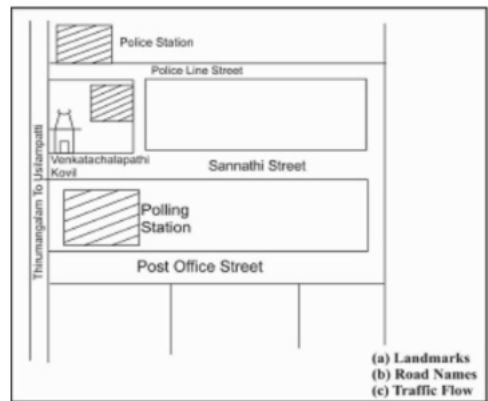 Police Station
Police Line Street
Venkatachalapathi
Kovil
Sannathi Street
Thirumangalam To Usilampatti
Polling
Station
Post Office Street
(a) Landmarks
(b) Road Names
(c) Traffic Flow